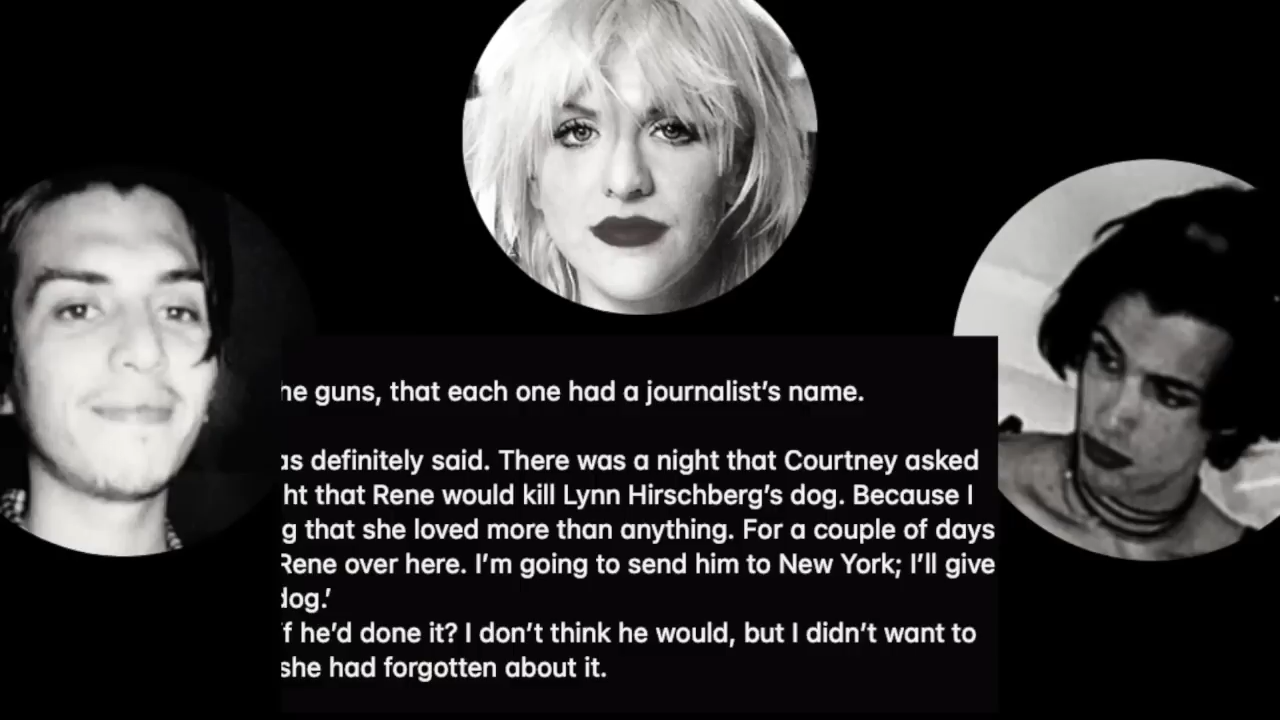 he guns, that each one had a journalist's name.
as definitely said. There was a night that Courtney asked
ht that Rene would kill Lynn Hirschberg's dog. Because I
g that she loved more than anything. For a couple of days
Rene over here. I'm going to send him to New York; I'll give
dog.'
f he'd done it? I don't think he would, but I didn't want to
she had forgotten about it.